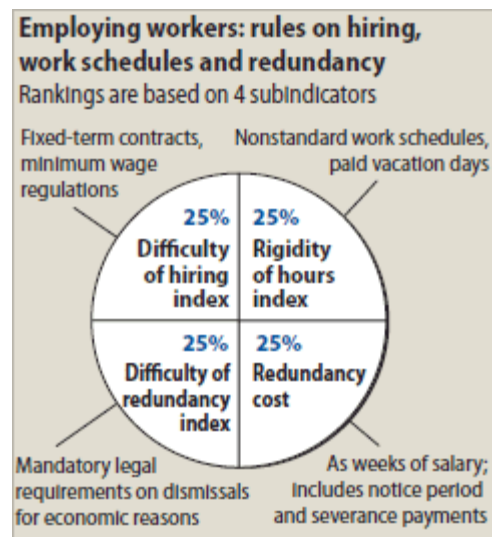 Employing workers: rules on hiring,
work schedules and redundancy
Rankings are based on 4 subindicators
Fixed-term contracts,
minimum wage
regulations
Nonstandard work schedules,
paid vacation days
25%
Difficulty
of hiring
index
25%
Rigidity
of hours
index
25%
Difficulty of
redundancy
index
25%
Redundancy
cost
Mandatory legal
requirements on dismissals
for economic reasons
As weeks of salary;
includes notice period
and severance payments